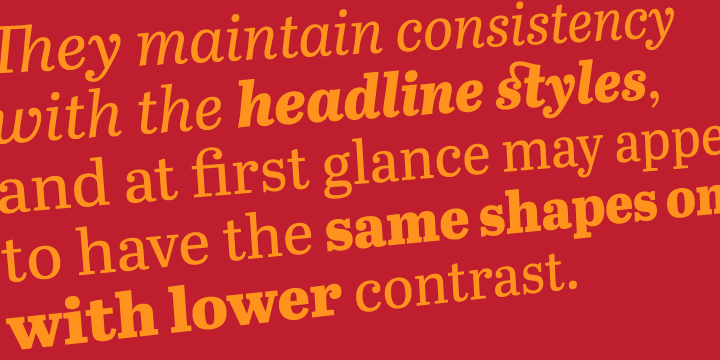 They maintain consistency
with the headline styles,
and at first glance may appe
to have the same shapes on
with lower contrast.